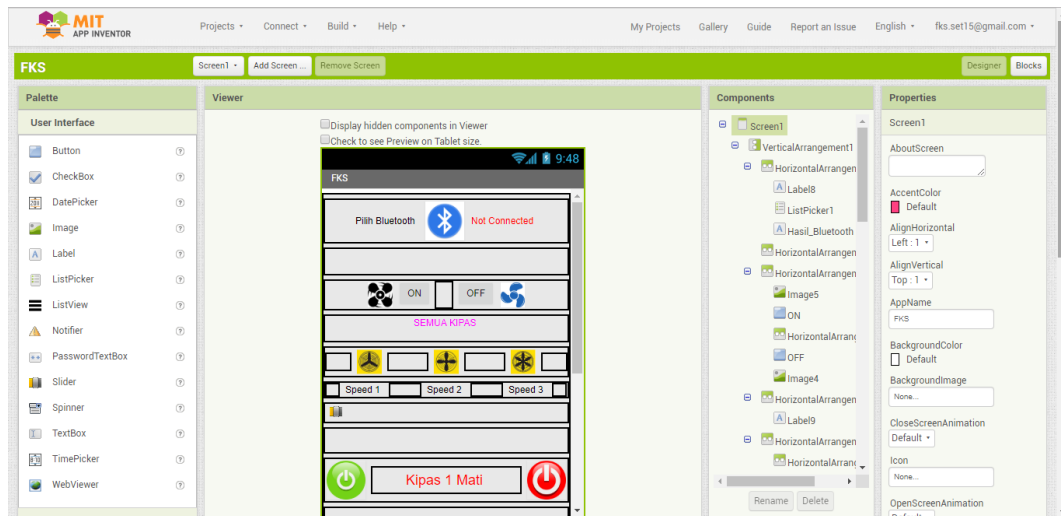 MIT
APP INVENTOR
Projects Connect Build Help My Projects Gallery Guide Report an Issue English fks.set15@gmail.com
FKS Screen1 Add Screen ... Remove Screen Designer Blocks
Palette
User Interface
Button
CheckBox
DatePicker
Image
Label
ListPicker
ListView
Notifier
PasswordTextBox
Slider
Spinner
TextBox
TimePicker
WebViewer
Viewer
Display hidden components in Viewer
Check to see Preview on Tablet size.
9:48
FKS
Pilih Bluetooth Not Connected
ON OFF
SEMUA KIPAS
Speed 1 Speed 2 Speed 3
Kipas 1 Mati
Components
Screen1
VerticalArrangement1
HorizontalArrangen
Label8
ListPicker1
Hasil_Bluetooth
HorizontalArrangen
HorizontalArrangen
Image5
ON
HorizontalArrang
OFF
Image4
HorizontalArrangen
Label9
HorizontalArrangen
HorizontalArrang
Rename Delete
Properties
Screen1
AboutScreen
AccentColor
Default
AlignHorizontal
Left : 1
AlignVertical
Top : 1
AppName
FKS
BackgroundColor
Default
BackgroundImage
None...
CloseScreenAnimation
Default
Icon
None...
OpenScreenAnimation
Default